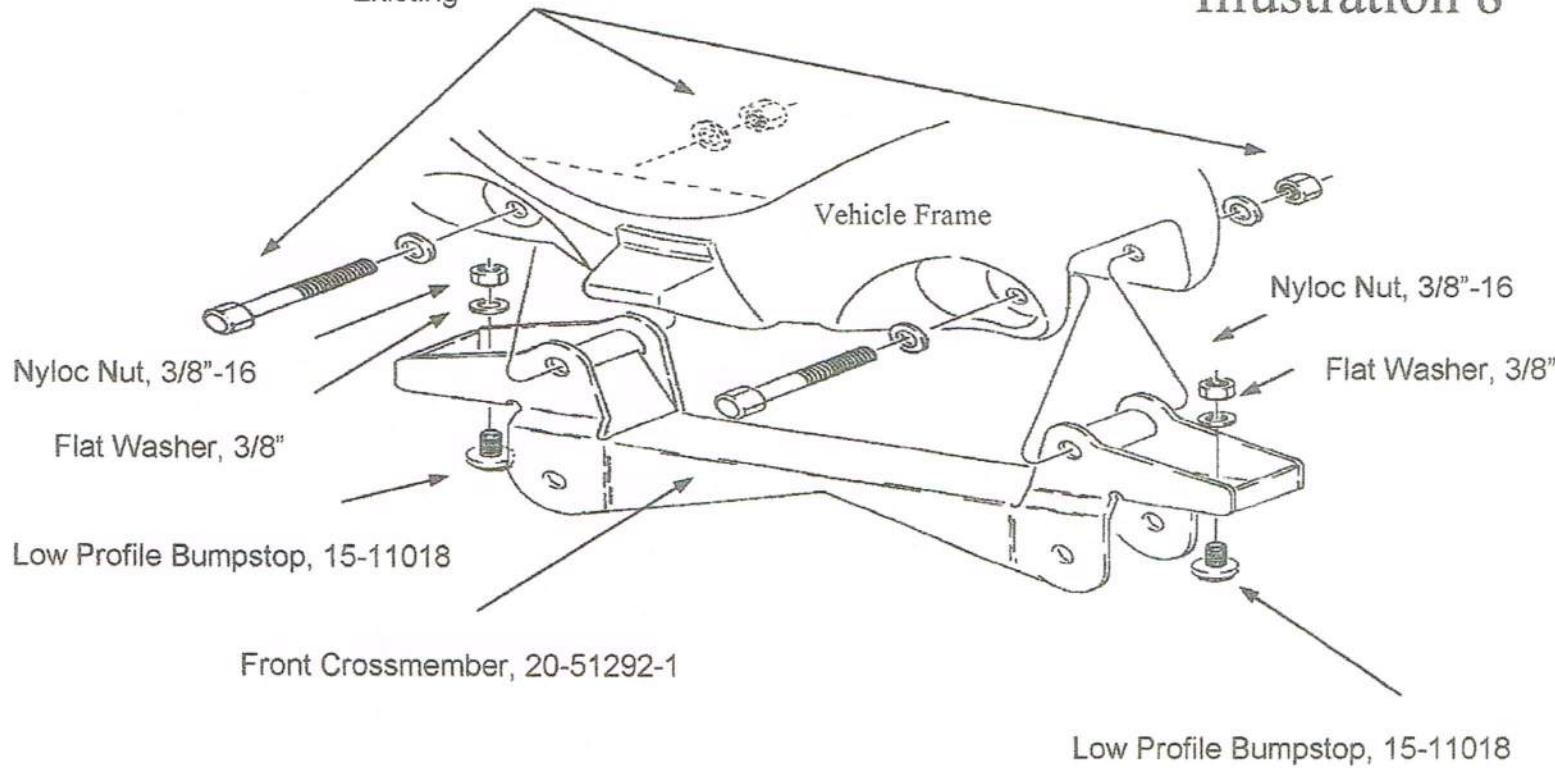 Existing
Illustration 8
Vehicle Frame
Nyloc Nut, 3/8"-16
Nyloc Nut, 3/8"-16
Flat Washer, 3/8"
Flat Washer, 3/8"
Low Profile Bumpstop, 15-11018
Front Crossmember, 20-51292-1
Low Profile Bumpstop, 15-11018